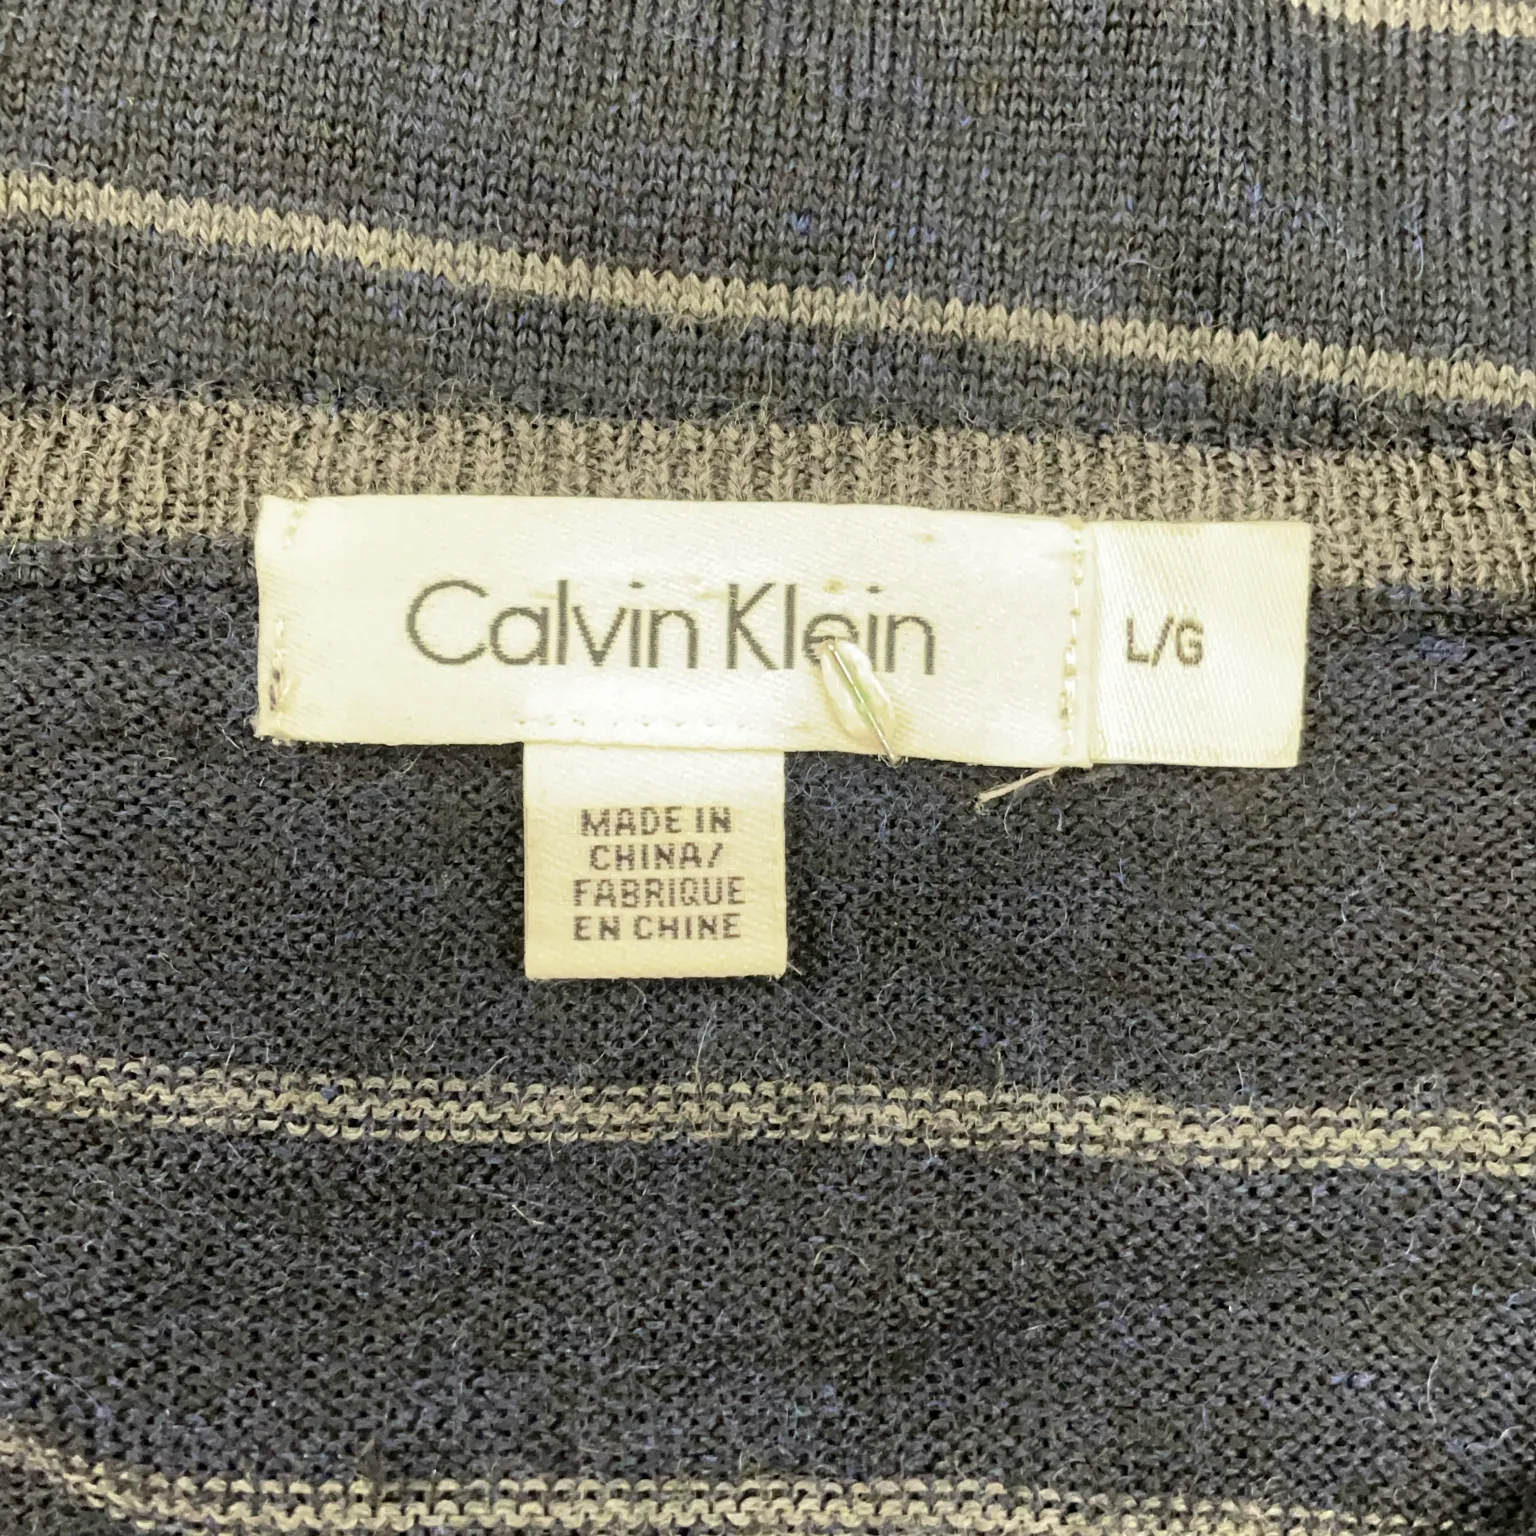 Calvin Klein
L/G
MADE IN
CHINA/
FABRIQUE
EN CHINE